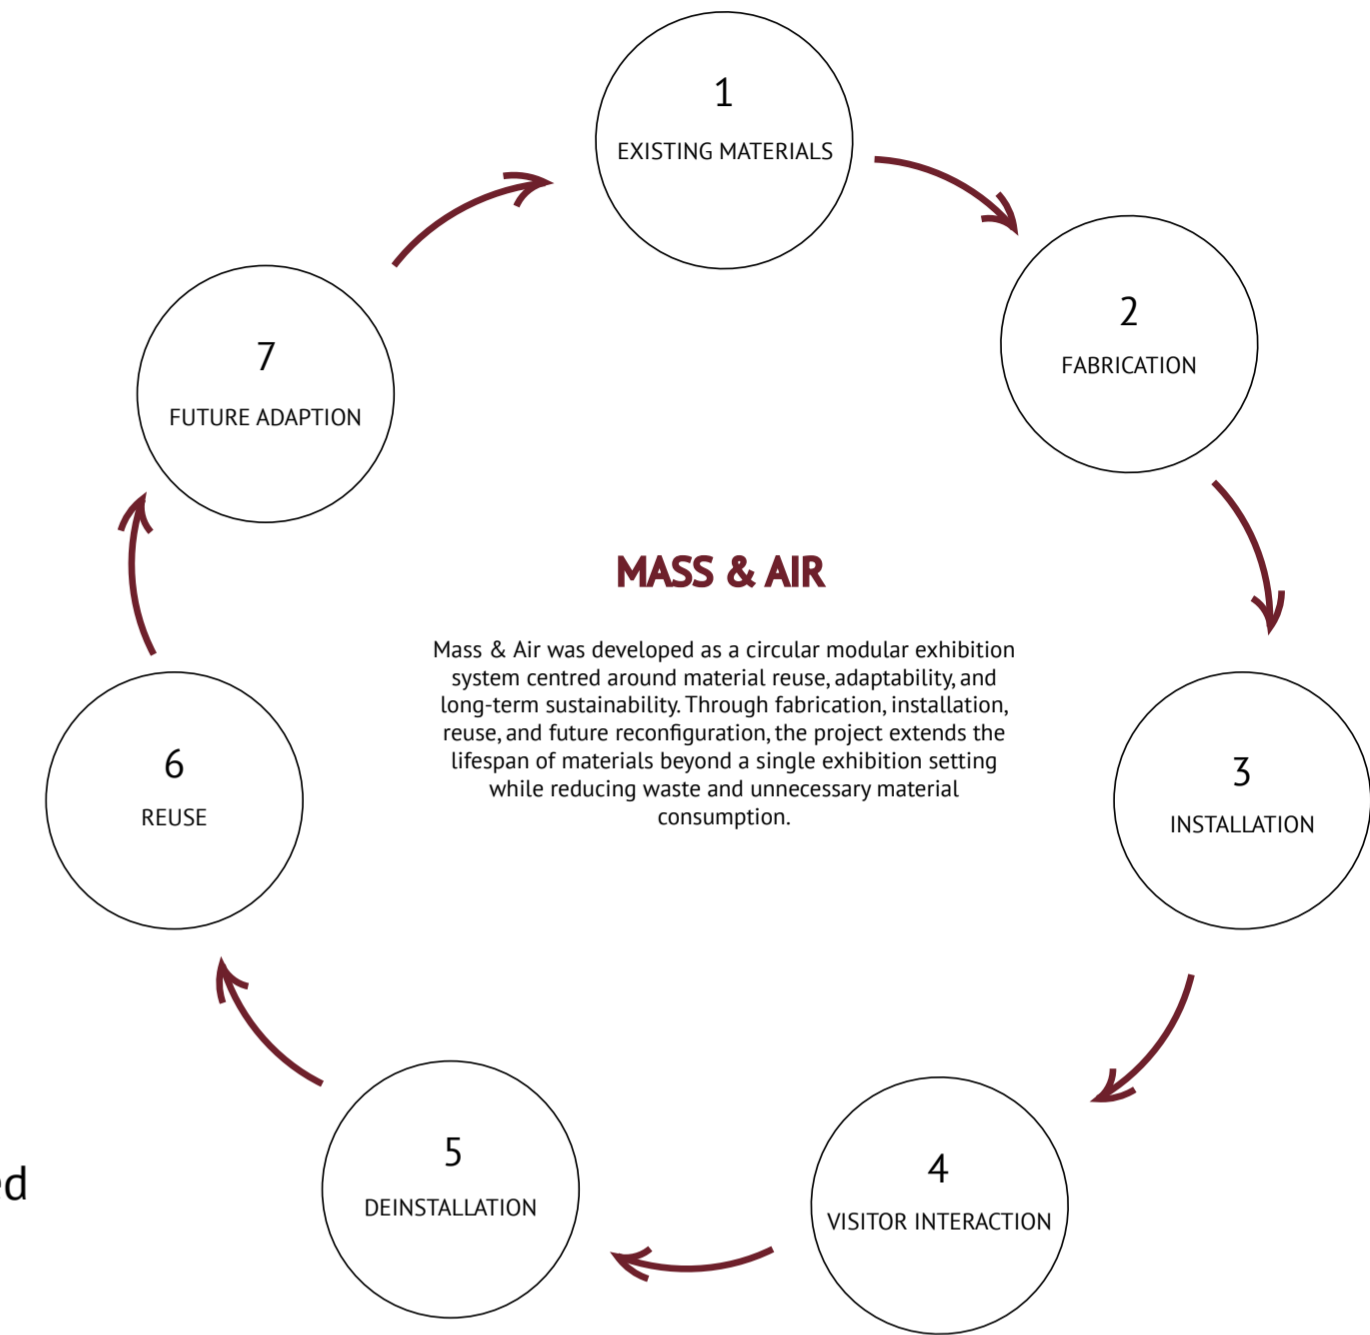 1
EXISTING MATERIALS
2
FABRICATION
3
INSTALLATION
4
VISITOR INTERACTION
5
DEINSTALLATION
6
REUSE
7
FUTURE ADAPTION
MASS & AIR
Mass & Air was developed as a circular modular exhibition
system centred around material reuse, adaptability, and
long-term sustainability. Through fabrication, installation,
reuse, and future reconfiguration, the project extends the
lifespan of materials beyond a single exhibition setting
while reducing waste and unnecessary material
consumption.